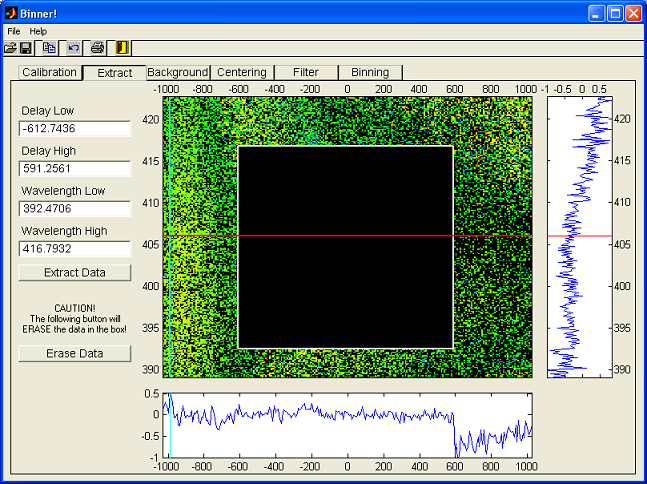 Binner!
File Help
Calibration Extract Background Centering Filter Binning
-1000 -800 -600 -400 -200 0 200 400 600 800 1000
-1 -0.5 0 0.5
Delay Low
-612.7436
Delay High
591.2561
Wavelength Low
392.4706
Wavelength High
416.7932
Extract Data
CAUTION!
The following button will
ERASE the data in the box!
Erase Data
420
415
410
405
400
395
390
420
415
410
405
400
395
390
0.5
0
-0.5
-1
-1000 -800 -600 -400 -200 0 200 400 600 800 1000